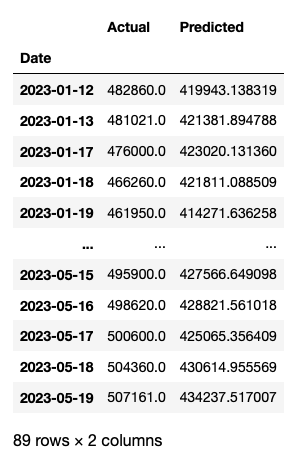 Actual Predicted
Date
2023-01-12 482860.0 419943.138319
2023-01-13 481021.0 421381.894788
2023-01-17 476000.0 423020.131360
2023-01-18 466260.0 421811.088509
2023-01-19 461950.0 414271.636258
... ... ...
2023-05-15 495900.0 427566.649098
2023-05-16 498620.0 428821.561018
2023-05-17 500600.0 425065.356409
2023-05-18 504360.0 430614.955569
2023-05-19 507161.0 434237.517007
89 rows × 2 columns